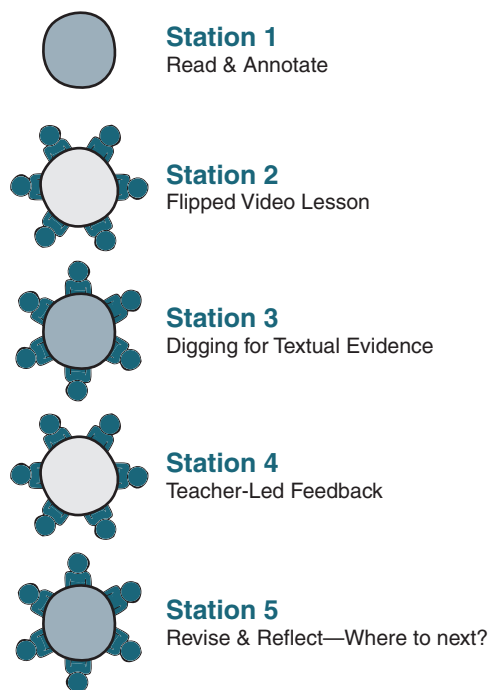 Station 1
Read & Annotate
Station 2
Flipped Video Lesson
Station 3
Digging for Textual Evidence
Station 4
Teacher-Led Feedback
Station 5
Revise & Reflect—Where to next?